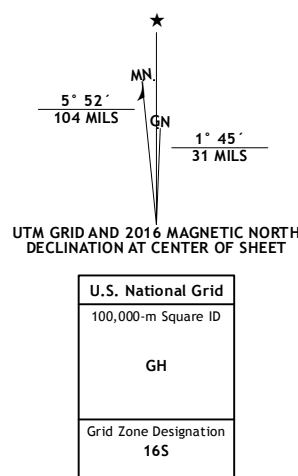 MN
5° 52´
104 MILS
GN
1° 45´
31 MILS
UTM GRID AND 2016 MAGNETIC NORTH
DECLINATION AT CENTER OF SHEET
U.S. National Grid
100,000-m Square ID
GH
Grid Zone Designation
16S